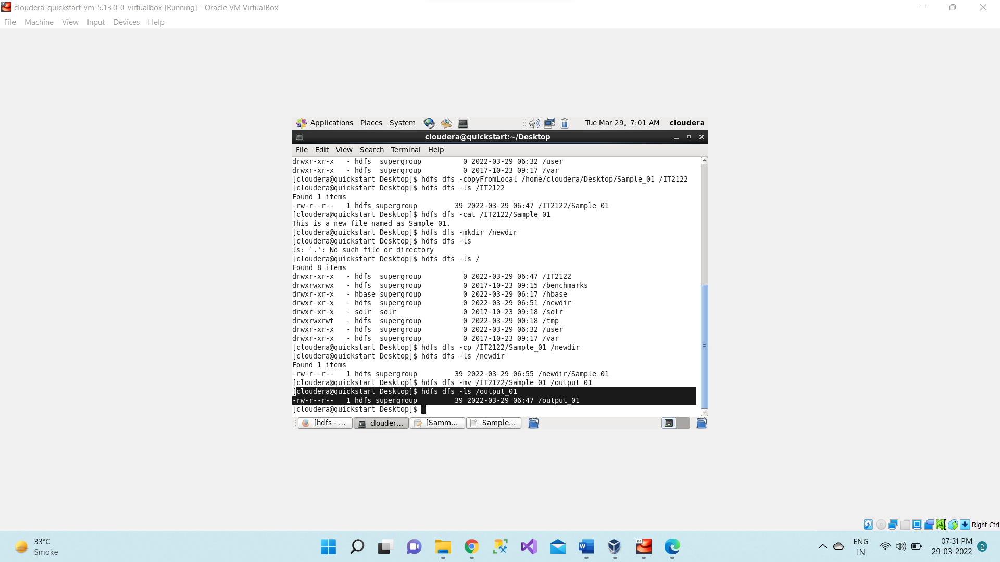 cloudera-quickstart-vm-5.13.0-0-virtualbox [Running] - Oracle VM VirtualBox
File Machine View Input Devices Help
Applications Places System Tue Mar 29, 7:01 AM cloudera
cloudera@quickstart:~/Desktop
File Edit View Search Terminal Help
drwxr-xr-x   - hdfs  supergroup          0 2022-03-29 06:32 /user
drwxr-xr-x   - hdfs  supergroup          0 2017-10-23 09:17 /var
[cloudera@quickstart Desktop]$ hdfs dfs -copyFromLocal /home/cloudera/Desktop/Sample_01 /IT2122
[cloudera@quickstart Desktop]$ hdfs dfs -ls /IT2122
Found 1 items
-rw-r--r--   1 hdfs supergroup         39 2022-03-29 06:47 /IT2122/Sample_01
[cloudera@quickstart Desktop]$ hdfs dfs -cat /IT2122/Sample_01
This is a new file named as Sample 01.
[cloudera@quickstart Desktop]$ hdfs dfs -mkdir /newdir
[cloudera@quickstart Desktop]$ hdfs dfs -ls
ls: `.': No such file or directory
[cloudera@quickstart Desktop]$ hdfs dfs -ls /
Found 8 items
drwxr-xr-x   - hdfs  supergroup          0 2022-03-29 06:47 /IT2122
drwxrwxrwx   - hdfs  supergroup          0 2017-10-23 09:15 /benchmarks
drwxr-xr-x   - hbase supergroup          0 2022-03-29 06:17 /hbase
drwxr-xr-x   - hdfs  supergroup          0 2022-03-29 06:51 /newdir
drwxr-xr-x   - solr  solr                0 2017-10-23 09:18 /solr
drwxrwxrwt   - hdfs  supergroup          0 2022-03-29 00:18 /tmp
drwxr-xr-x   - hdfs  supergroup          0 2022-03-29 06:32 /user
drwxr-xr-x   - hdfs  supergroup          0 2017-10-23 09:17 /var
[cloudera@quickstart Desktop]$ hdfs dfs -cp /IT2122/Sample_01 /newdir
[cloudera@quickstart Desktop]$ hdfs dfs -ls /newdir
Found 1 items
-rw-r--r--   1 hdfs supergroup         39 2022-03-29 06:55 /newdir/Sample_01
[cloudera@quickstart Desktop]$ hdfs dfs -mv /IT2122/Sample_01 /output_01
[cloudera@quickstart Desktop]$ hdfs dfs -ls /output_01
-rw-r--r--   1 hdfs supergroup         39 2022-03-29 06:47 /output_01
[cloudera@quickstart Desktop]$
[hdfs - ... clouder... [Samm... Sample...
Right Ctrl
33°C
Smoke
ENG
IN
07:31 PM
29-03-2022
2